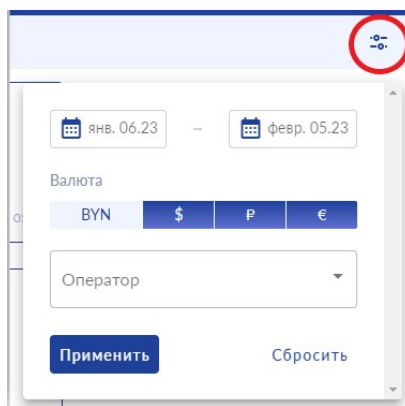 янв. 06.23 – февр. 05.23
Валюта
BYN $ ₽ €
Оператор
Применить Сбросить